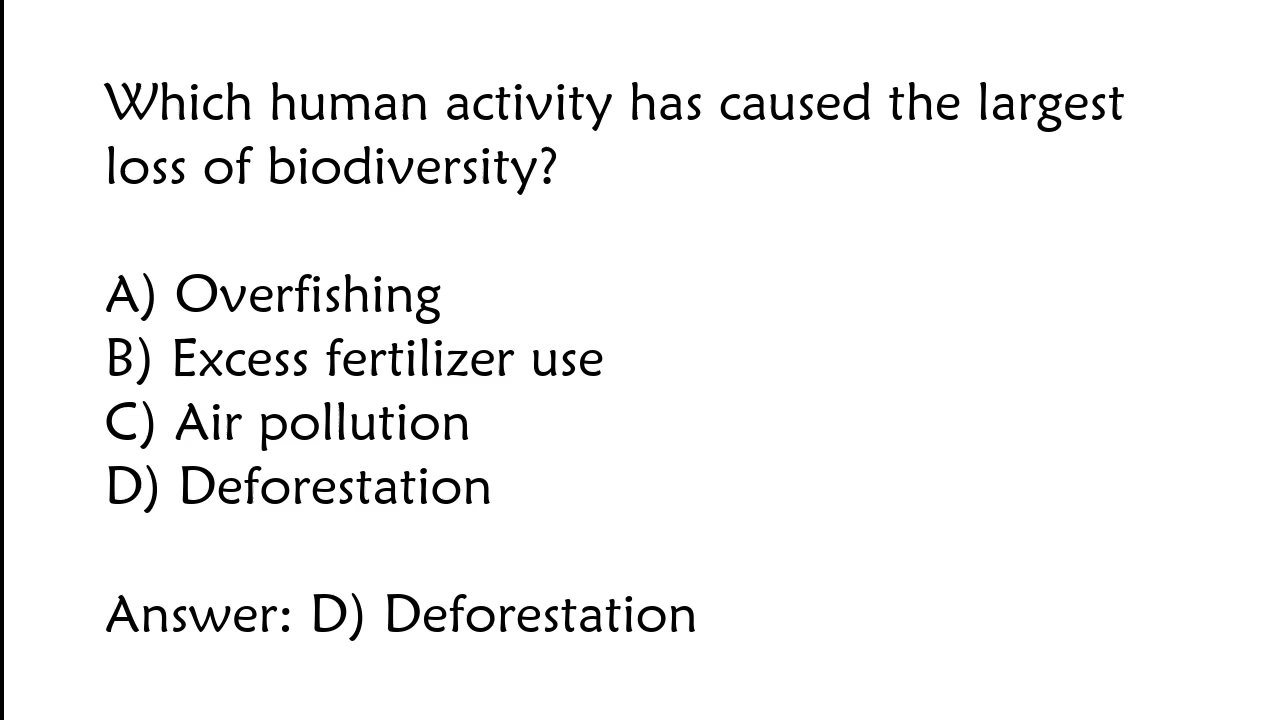 Which human activity has caused the largest
loss of biodiversity?
A) Overfishing
B) Excess fertilizer use
C) Air pollution
D) Deforestation
Answer: D) Deforestation